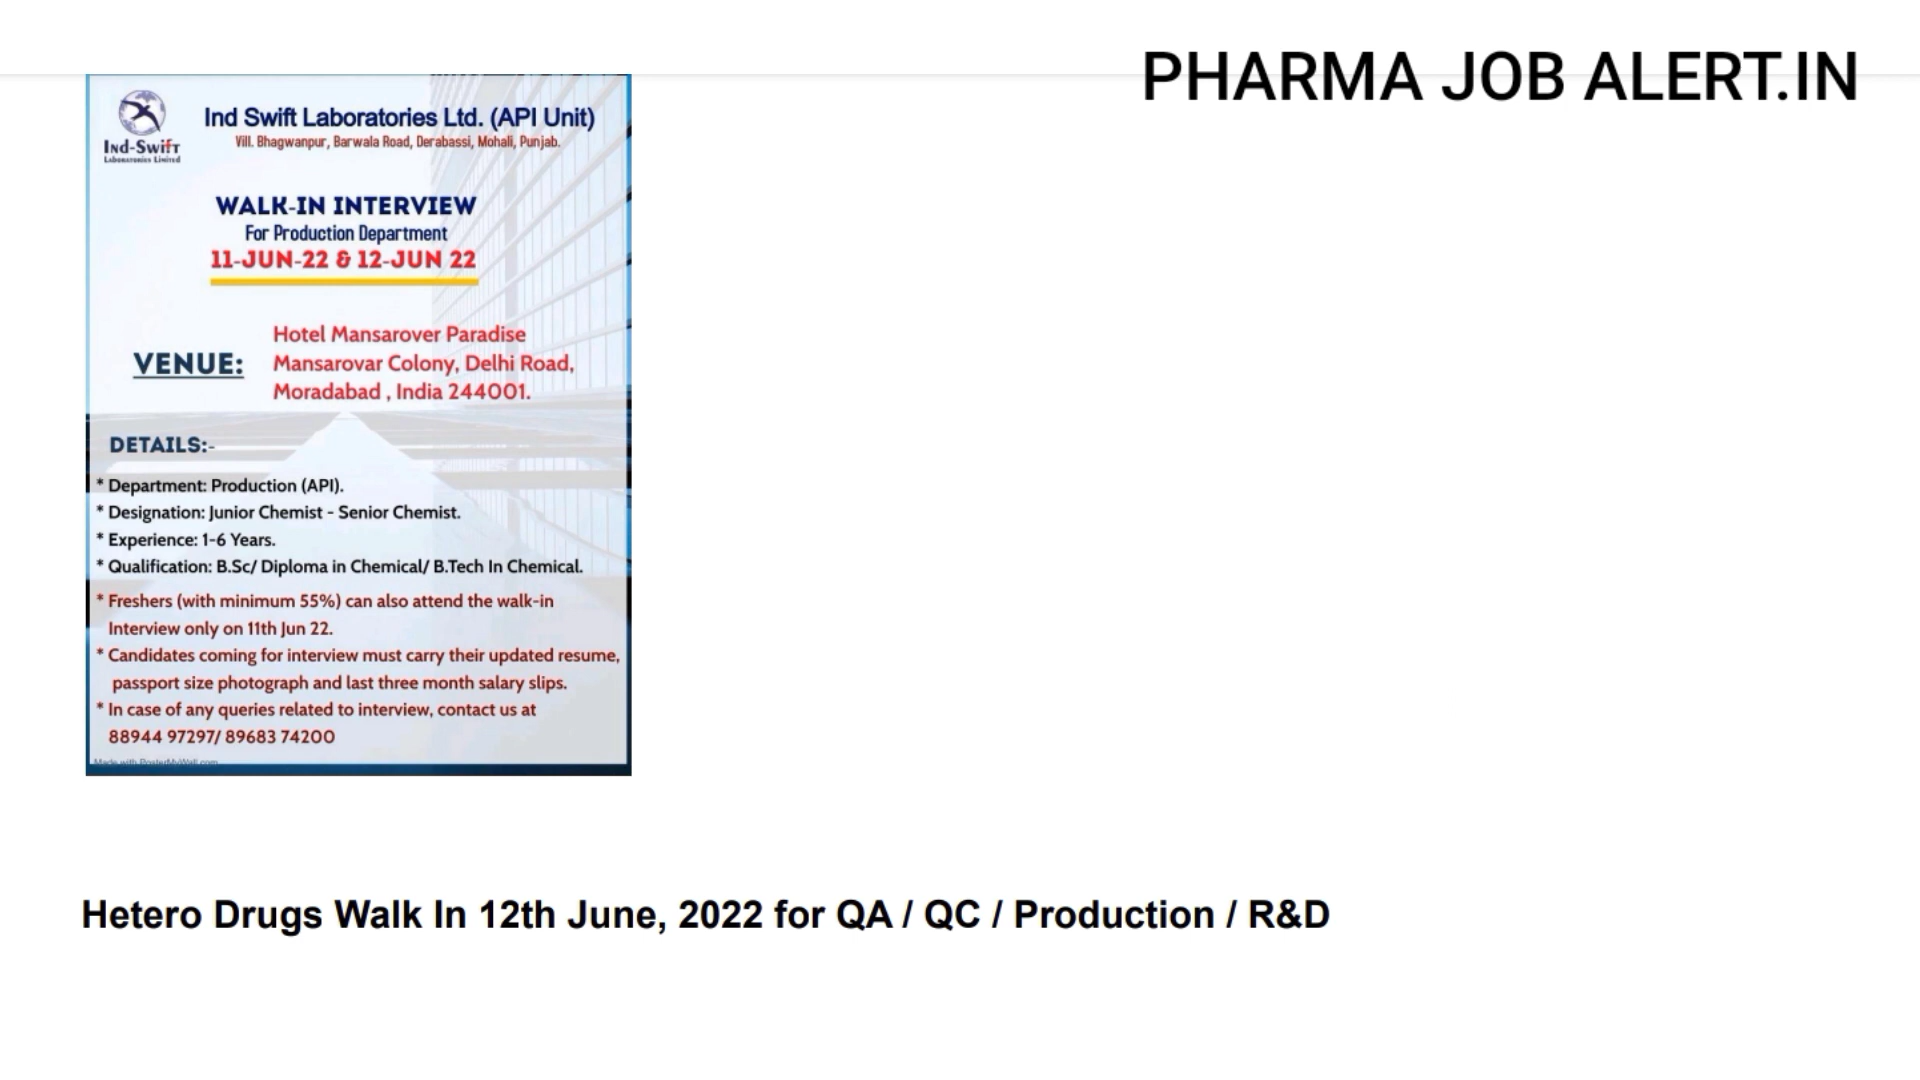 PHARMA JOB ALERT.IN
Ind-Swift
Laboratories Limited
Ind Swift Laboratories Ltd. (API Unit)
Vill. Bhagwanpur, Barwala Road, Derabassi, Mohali, Punjab.
WALK-IN INTERVIEW
For Production Department
11-JUN-22 & 12-JUN 22
VENUE:
Hotel Mansarover Paradise
Mansarovar Colony, Delhi Road,
Moradabad , India 244001.
DETAILS:-
* Department: Production (API).
* Designation: Junior Chemist - Senior Chemist.
* Experience: 1-6 Years.
* Qualification: B.Sc/ Diploma in Chemical/ B.Tech In Chemical.
* Freshers (with minimum 55%) can also attend the walk-in
Interview only on 11th Jun 22.
* Candidates coming for interview must carry their updated resume,
passport size photograph and last three month salary slips.
* In case of any queries related to interview, contact us at
88944 97297/ 89683 74200
Made with PosterMyWall.com
Hetero Drugs Walk In 12th June, 2022 for QA / QC / Production / R&D